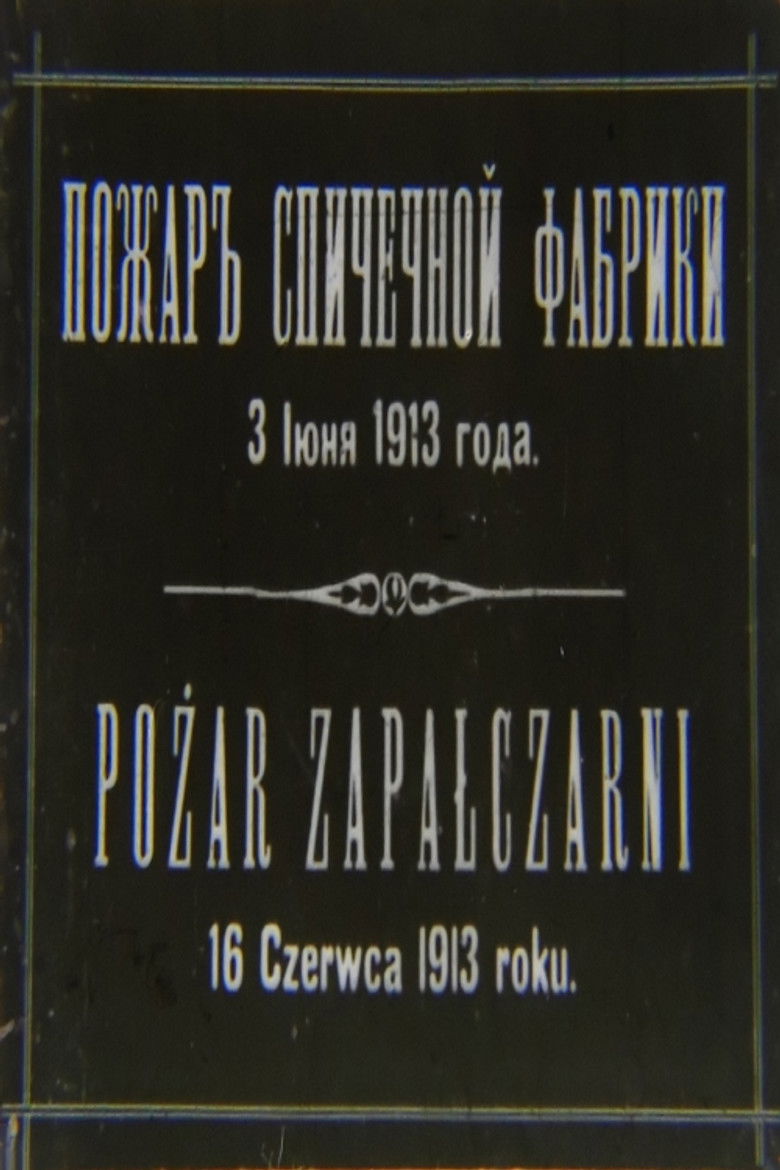 ПОЖАРЪ СПИЧЕЧНОЙ ФАБРИКИ
3 Іюня 1913 года.
POŻAR ZAPAŁCZARNI
16 Czerwca 1913 roku.